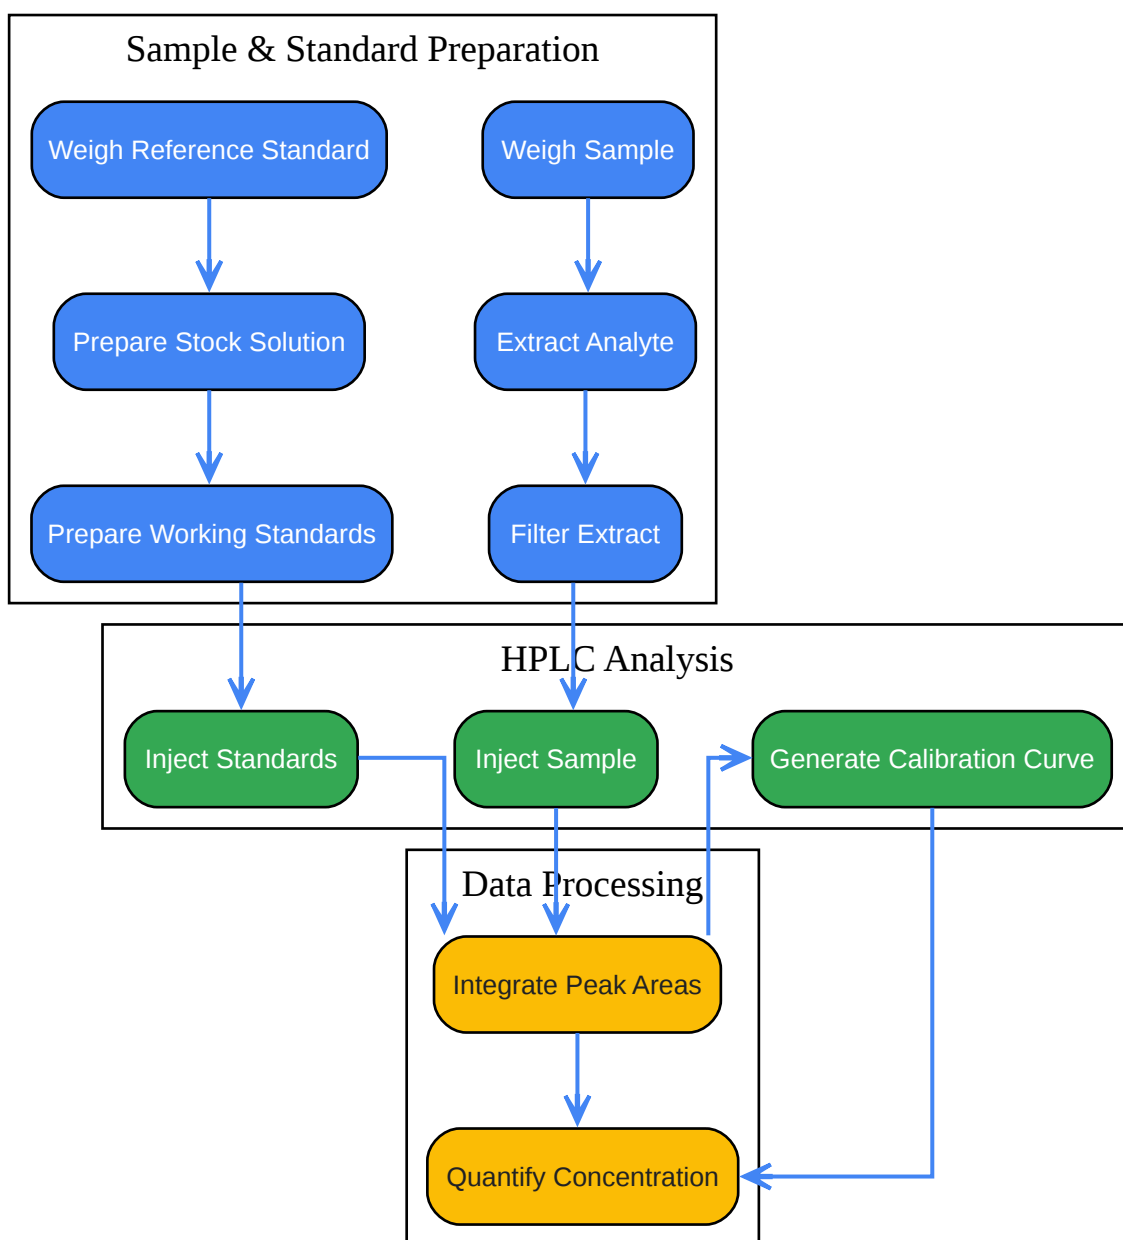 Sample & Standard Preparation
Weigh Reference Standard
Weigh Sample
Prepare Stock Solution
Extract Analyte
Prepare Working Standards
Filter Extract
HPLC Analysis
Inject Standards
Inject Sample
Generate Calibration Curve
Data Processing
Integrate Peak Areas
Quantify Concentration